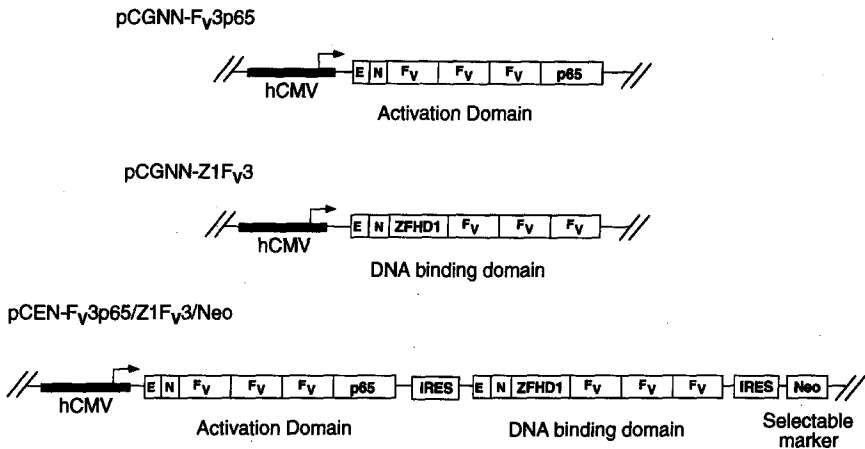 pCGNN-Fv3p65
E N Fv Fv Fv p65
hCMV
Activation Domain
pCGNN-Z1Fv3
E N ZFHD1 Fv Fv Fv
hCMV
DNA binding domain
pCEN-Fv3p65/Z1Fv3/Neo
E N Fv Fv Fv p65 IRES E N ZFHD1 Fv Fv Fv IRES Neo
hCMV
Activation Domain DNA binding domain Selectable
marker